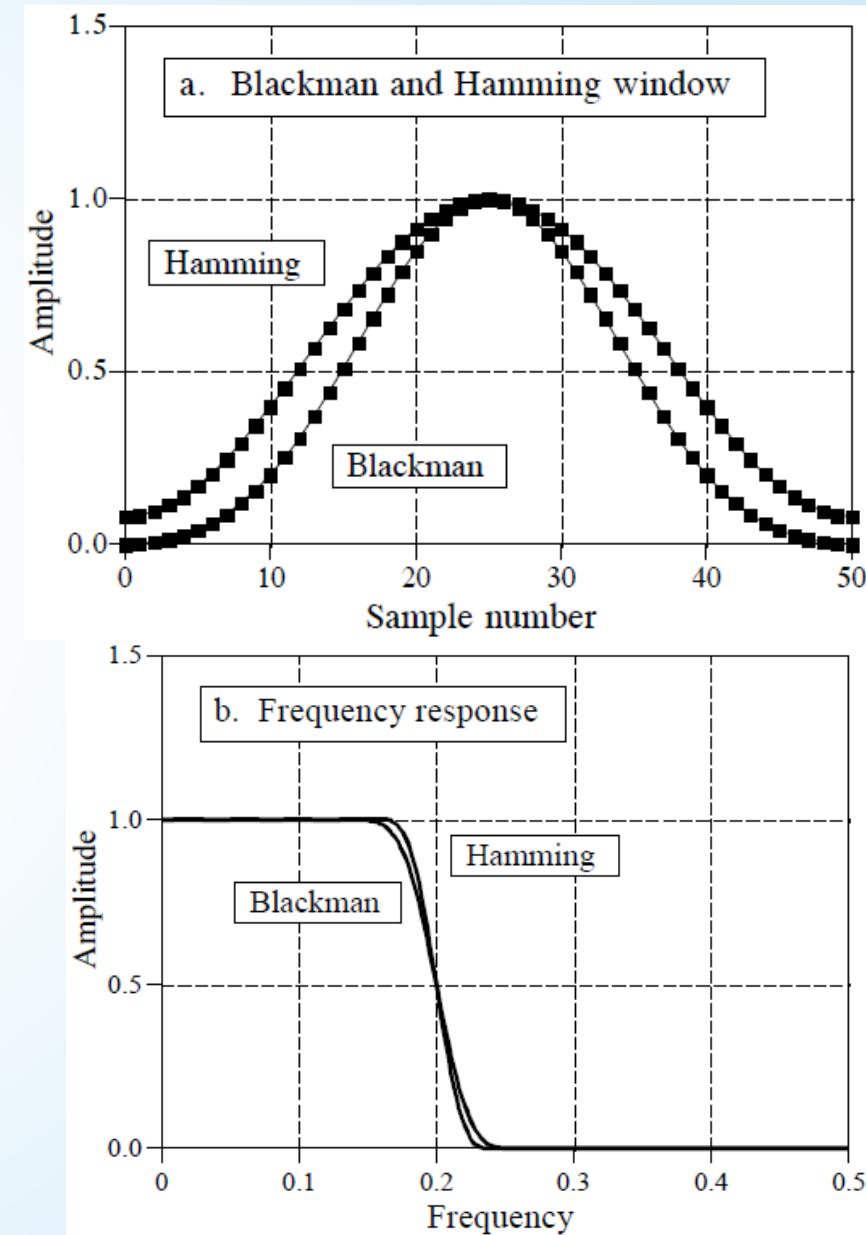 1.5
a. Blackman and Hamming window
1.0
Hamming
Amplitude
0.5
Blackman
0.0
0 10 20 30 40 50
Sample number
1.5
b. Frequency response
1.0
Hamming
Blackman
Amplitude
0.5
0.0
0 0.1 0.2 0.3 0.4 0.5
Frequency